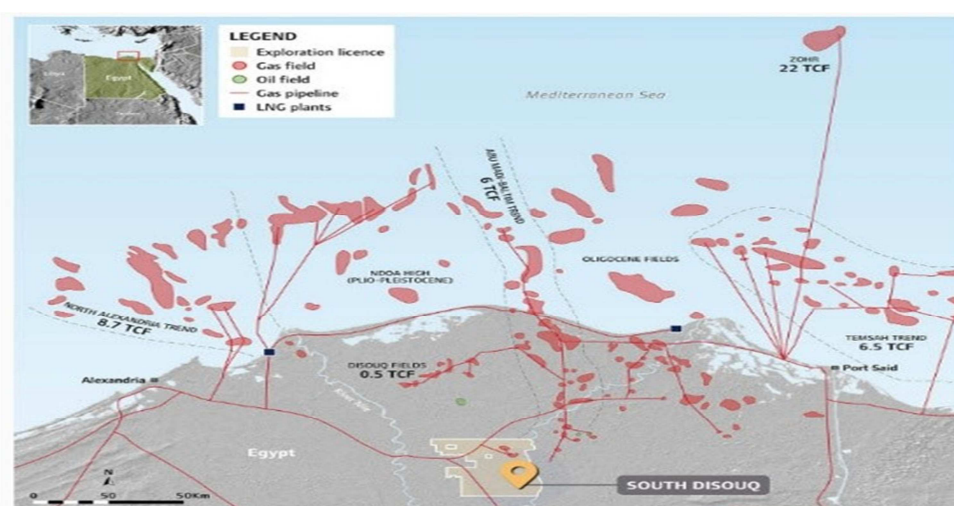 LEGEND
Exploration licence
Gas field
Oil field
Gas pipeline
LNG plants
Egypt
ZOHR
22 TCF
Mediterranean Sea
ABU MADI-BALTIM TREND
6 TCF
NDOA HIGH
(PLIO-PLEISTOCENE)
OLIGOCENE FIELDS
NORTH ALEXANDRIA TREND
8.7 TCF
TEMSAH TREND
6.5 TCF
DISOUQ FIELDS
0.5 TCF
Alexandria
Port Said
River Nile
Egypt
N
0 50 50Km
SOUTH DISOUQ